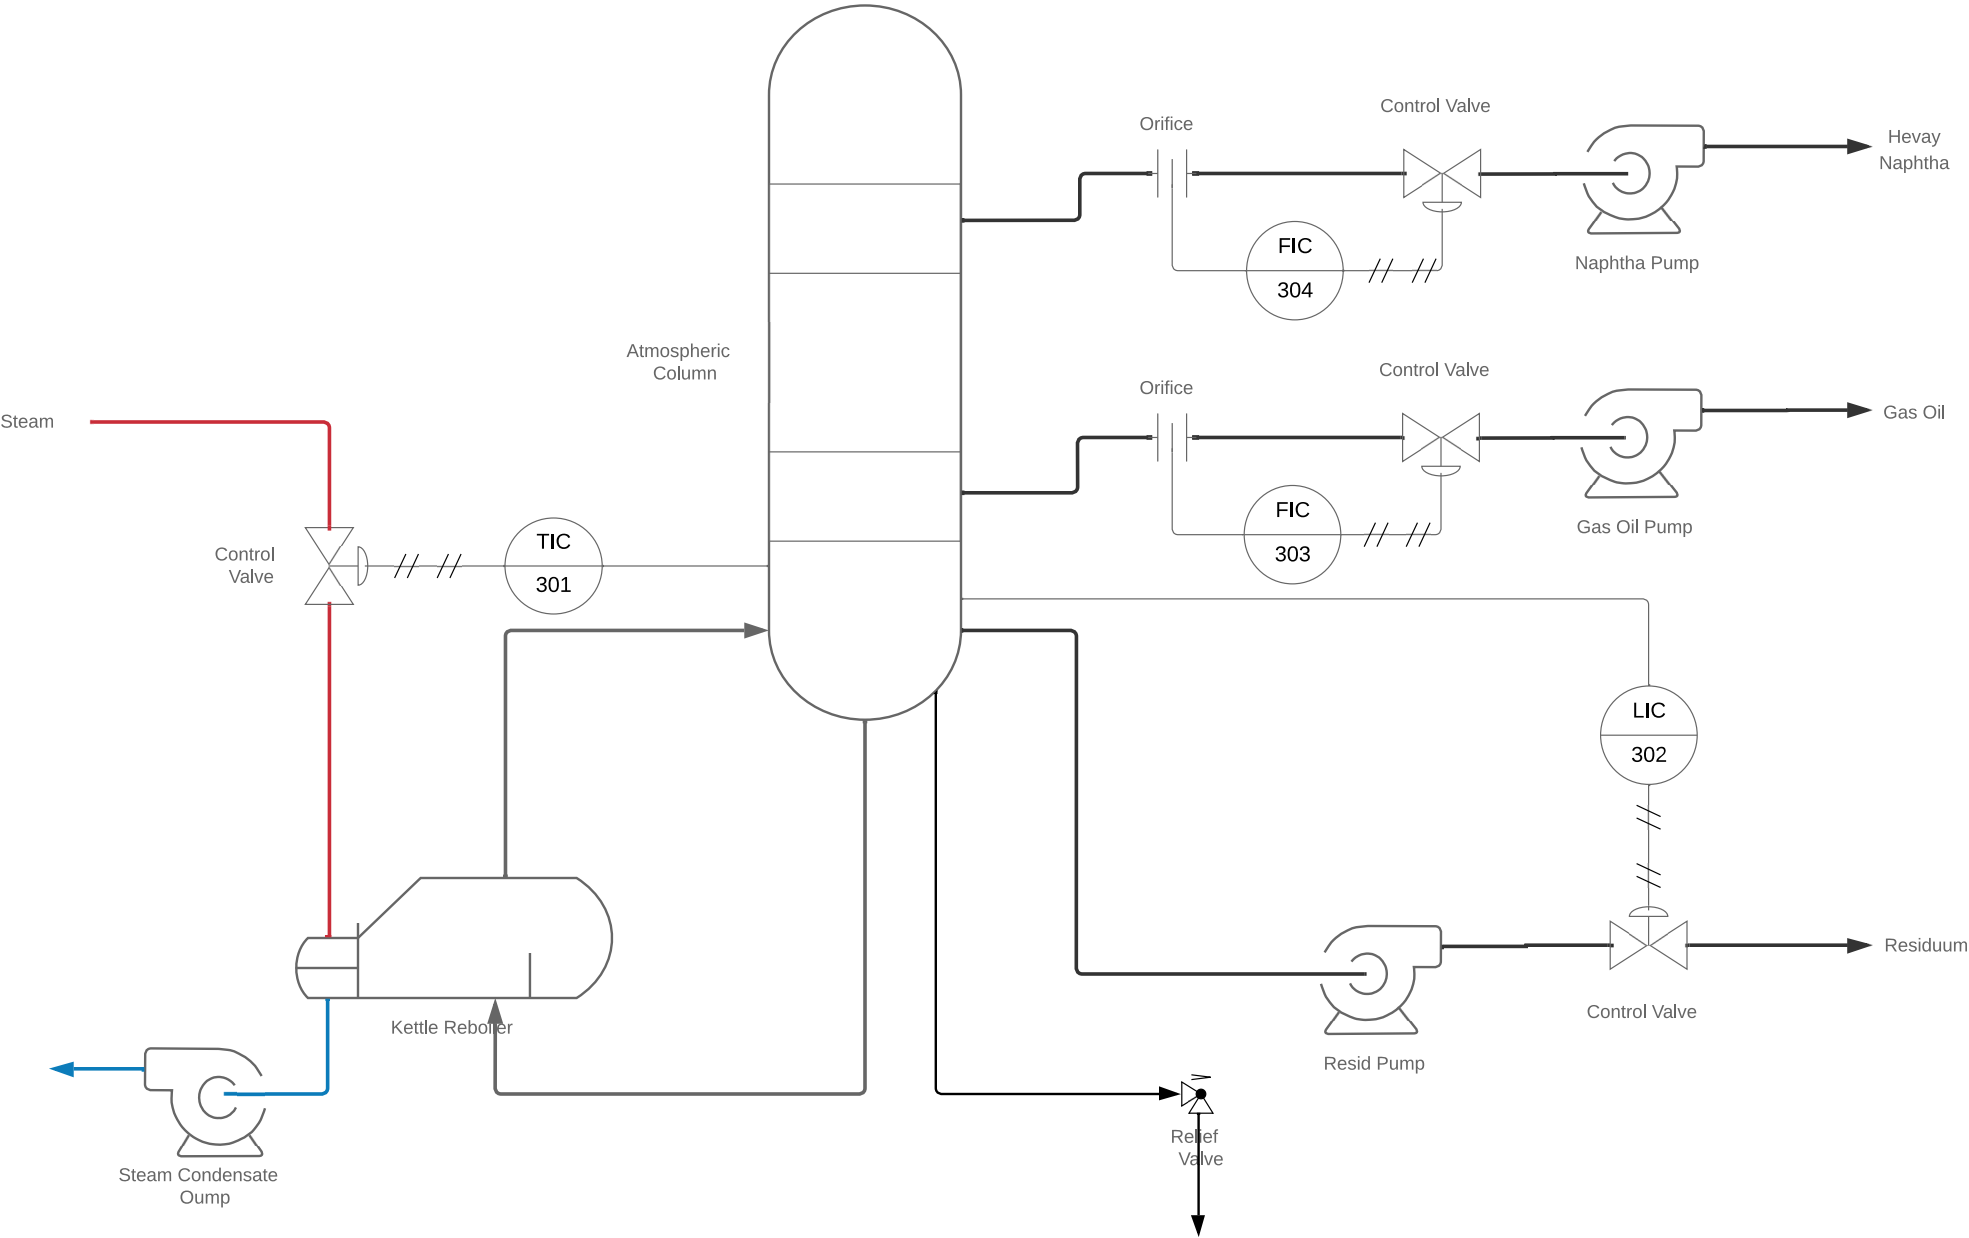 Control Valve
Orifice
Hevay
Naphtha
FIC
304
Naphtha Pump
Atmospheric
Column
Control Valve
Orifice
Gas Oil
Steam
FIC
303
Gas Oil Pump
Control
Valve
TIC
301
LIC
302
Residuum
Control Valve
Kettle Reboiler
Resid Pump
Relief
Valve
Steam Condensate
Oump